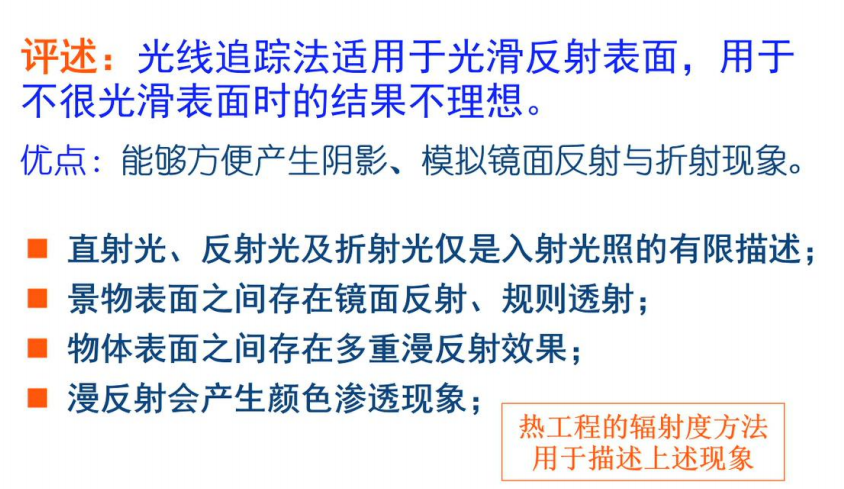 评述：光线追踪法适用于光滑反射表面，用于
不很光滑表面时的结果不理想。
优点：能够方便产生阴影、模拟镜面反射与折射现象。
直射光、反射光及折射光仅是入射光照的有限描述；
景物表面之间存在镜面反射、规则透射；
物体表面之间存在多重漫反射效果；
漫反射会产生颜色渗透现象；
热工程的辐射度方法
用于描述上述现象